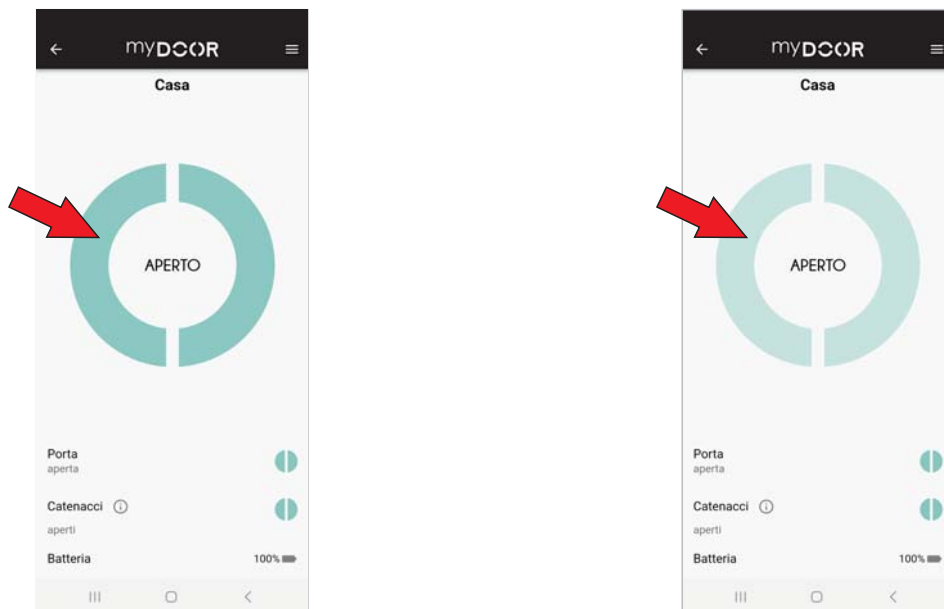 myDOOR
Casa
APERTO
Porta
aperta
Catenacci
aperti
Batteria 100%
myDOOR
Casa
APERTO
Porta
aperta
Catenacci
aperti
Batteria 100%